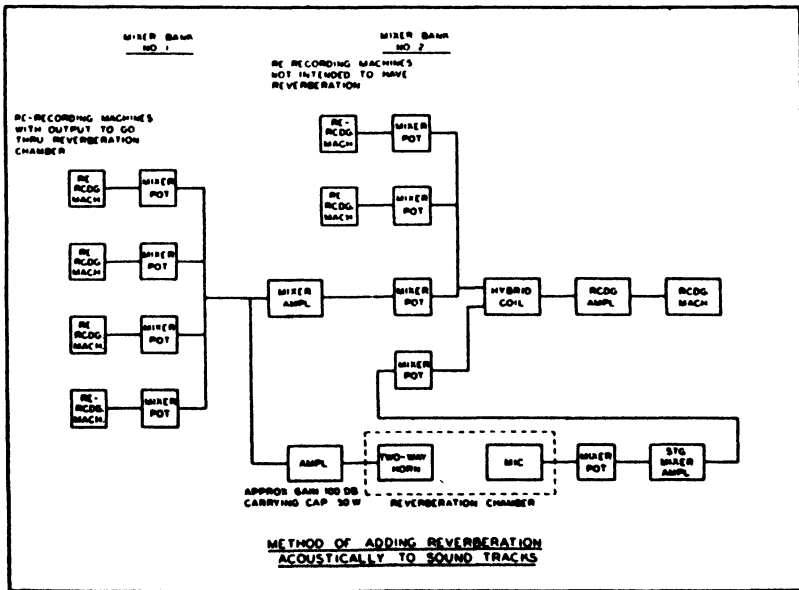 MIXER BANK
NO 1
MIXER BANK
NO. 2
RE RECORDING MACHINES
NOT INTENDED TO HAVE
REVERBERATION
RE-RECORDING MACHINES
WITH OUTPUT TO GO
THRU REVERBERATION
CHAMBER
RE-
RCDG
MACH
MIXER
POT
RE
RCDG.
MACH
MIXER
POT
RE
RCDG
MACH
MIXER
POT
RE
RCDG
MACH
MIXER
POT
RE
RCDG
MACH.
MIXER
POT
RE-
RCDG.
MACH.
MIXER
POT
MIXER
AMPL
MIXER
POT
HYBRID
COIL
RCDG
AMPL
RCDG
MACH
MIXER
POT
AMPL
TWO-WAY
HORN
MIC
MIXER
POT
STG
MIXER
AMPL
APPROX GAIN 100 DB
CARRYING CAP 50 W
REVERBERATION CHAMBER
METHOD OF ADDING REVERBERATION
ACOUSTICALLY TO SOUND TRACKS